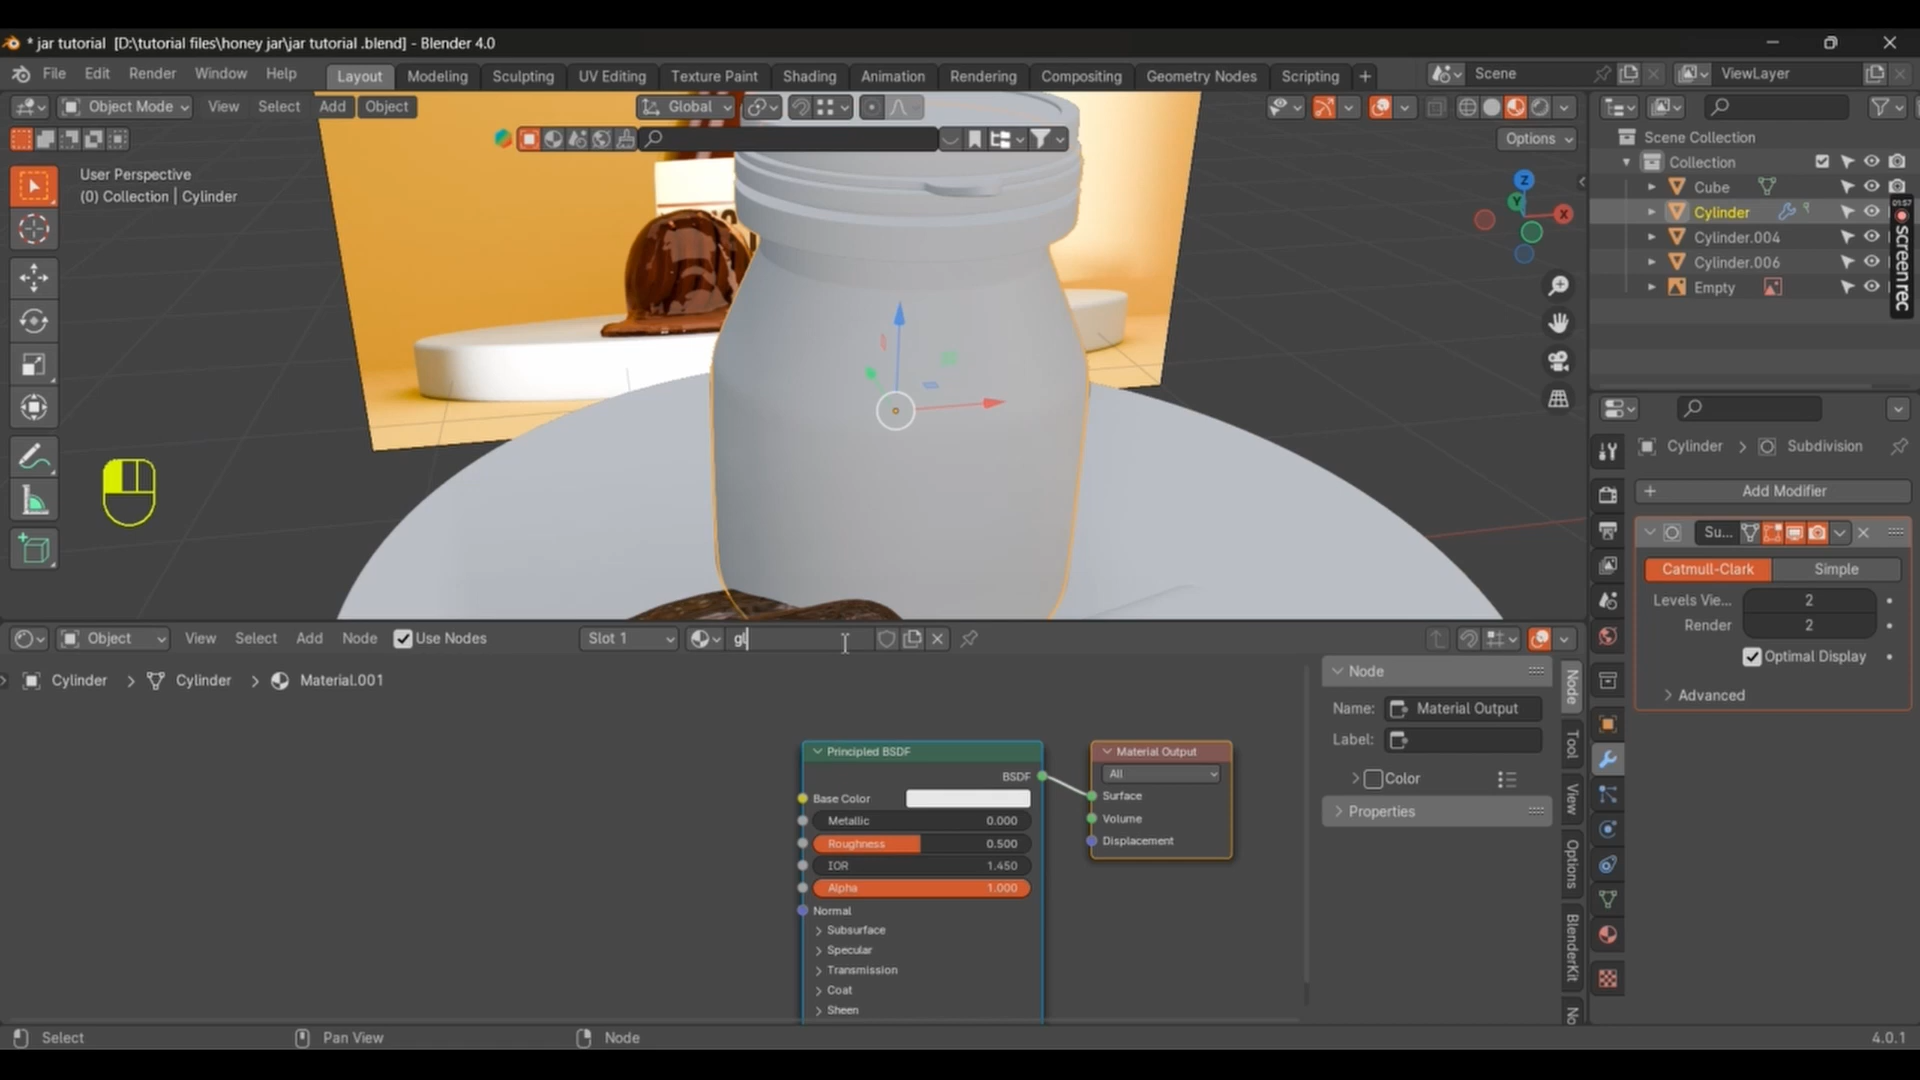 * jar tutorial [D:\tutorial files\honey jar\jar tutorial .blend] - Blender 4.0
File Edit Render Window Help
Layout Modeling Sculpting UV Editing Texture Paint Shading Animation Rendering Compositing Geometry Nodes Scripting +
Scene
ViewLayer
Object Mode View Select Add Object
Global
Options
User Perspective
(0) Collection | Cylinder
Z
Y
X
Scene Collection
Collection
Cube
Cylinder
Cylinder.004
Cylinder.006
Empty
01:57
screenrec
Cylinder > Subdivision
+ Add Modifier
Su...
Catmull-Clark Simple
Levels Vie... 2
Render 2
Optimal Display
> Advanced
Object View Select Add Node Use Nodes Slot 1 gl
Cylinder > Cylinder > Material.001
Principled BSDF
BSDF
Base Color
Metallic 0.000
Roughness 0.500
IOR 1.450
Alpha 1.000
Normal
Subsurface
Specular
Transmission
Coat
Sheen
Material Output
All
Surface
Volume
Displacement
Node
Name: Material Output
Label:
Color
Properties
Node
Tool
View
Options
BlenderKit
No
Select Pan View Node 4.0.1